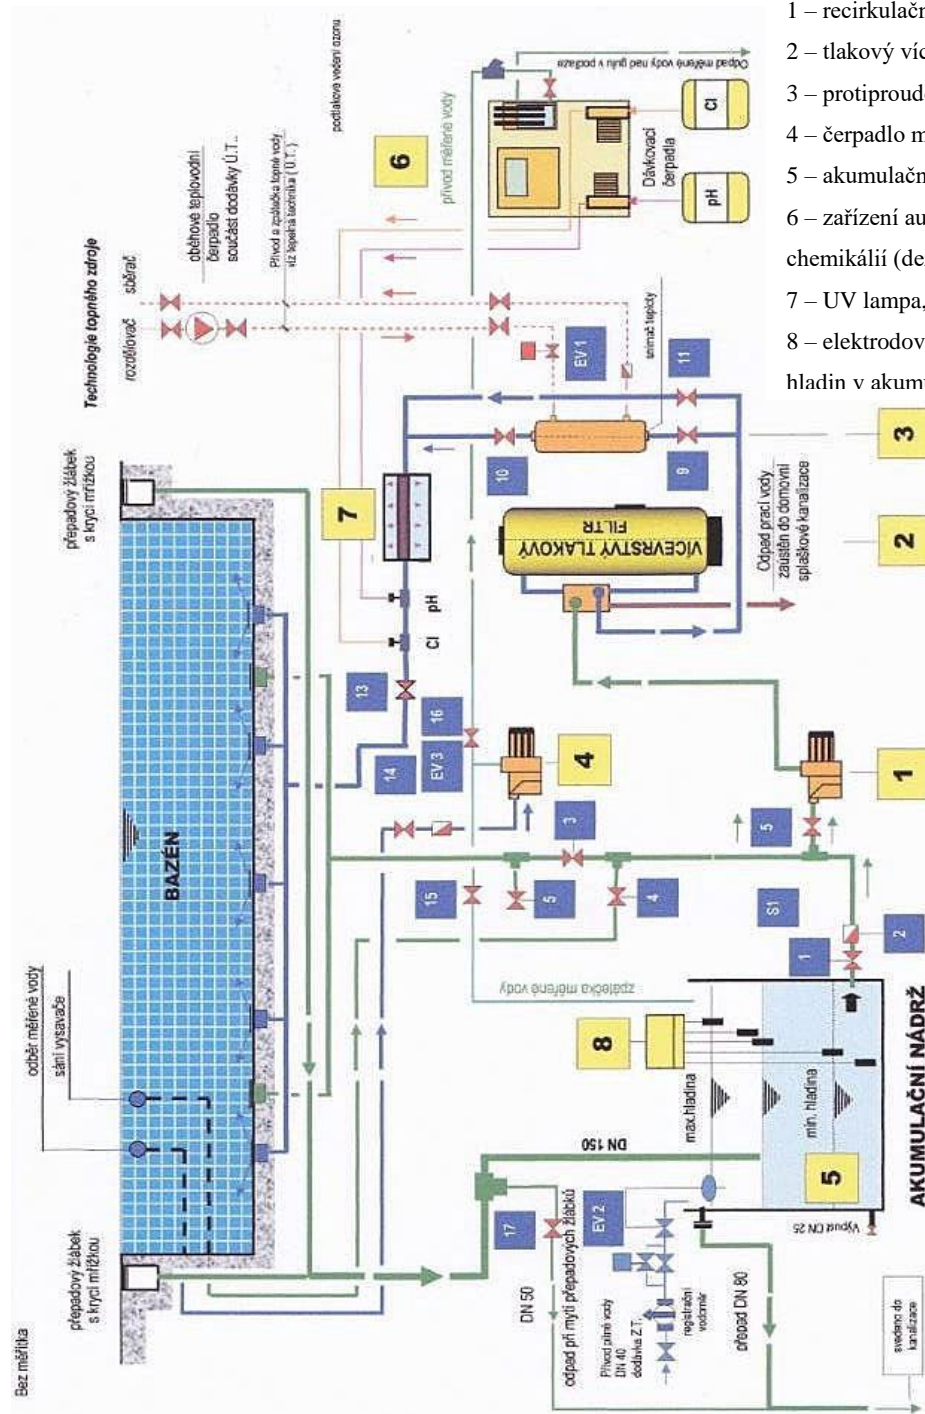 1 – recirkulačn
2 – tlakový víc
3 – protiproud
4 – čerpadlo m
5 – akumulačn
6 – zařízení au
chemikálií (de
7 – UV lampa,
8 – elektrodov
hladin v akum
Bez měřítka
přepadový žlábek
s krycí mřížkou
odběr měřené vody
sání vysavače
BAZÉN
přepadový žlábek
s krycí mřížkou
Technologie topného zdroje
rozdělovač
sběrač
oběhové teplovodní
čerpadlo
součást dodávky Ú.T..
Přívod a zpátečka topné vody
viz tepelná technika ( Ú.T. )
podtlakové vedení ozonu
6
přívod měřené vody
Odpad měřené vody nad gulu v podlaze
Dávkovací
čerpadla
pH
Cl
7
Cl
pH
13
14
EV 3
16
4
15
5
3
4
10
9
11
EV 1
snímač teploty
VÍCEVRSTVÝ TLAKOVÝ
FILTR
Odpad prací vody
zaústěn do domovní
splaškové kanalizace
3
2
1
5
S1
1
2
zpátečka měřené vody
8
max.hladina
min. hladina
5
AKUMULAČNÍ NÁDRŽ
DN 150
Výpust DN 25
17
DN 50
odpad při mytí přepadových žlábků
EV 2
Přívod pitné vody
DN 40
dodávka Z.T.
registrační
vodoměr
přepad DN 80
svedeno do
kanalizace